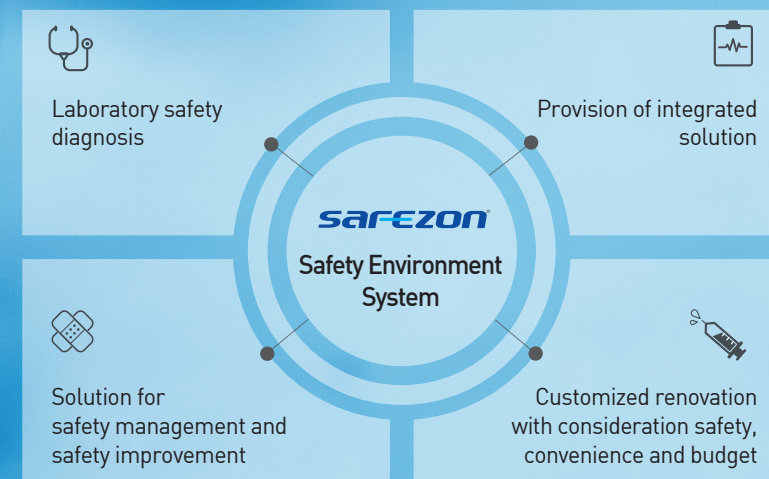 Laboratory safety
diagnosis
Provision of integrated
solution
SAFEZON®
Safety Environment
System
Solution for
safety management and
safety improvement
Customized renovation
with consideration safety,
convenience and budget